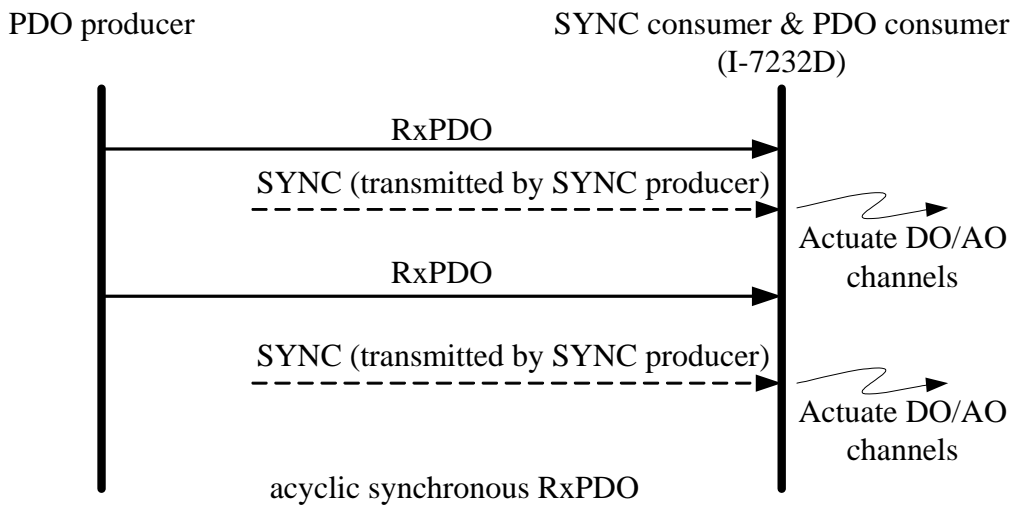 PDO producer
SYNC consumer & PDO consumer
(I-7232D)
RxPDO
SYNC (transmitted by SYNC producer)
Actuate DO/AO
channels
RxPDO
SYNC (transmitted by SYNC producer)
Actuate DO/AO
channels
acyclic synchronous RxPDO